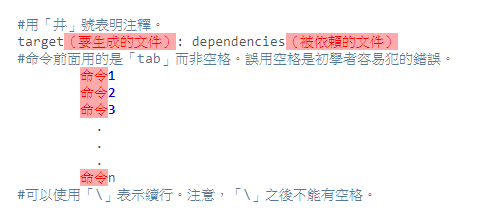 #用「井」號表明注釋。
target（要生成的文件）: dependencies（被依賴的文件）
#命令前面用的是「tab」而非空格。誤用空格是初學者容易犯的錯誤。
命令1
命令2
命令3
.
.
.
命令n
#可以使用「\」表示續行。注意，「\」之後不能有空格。